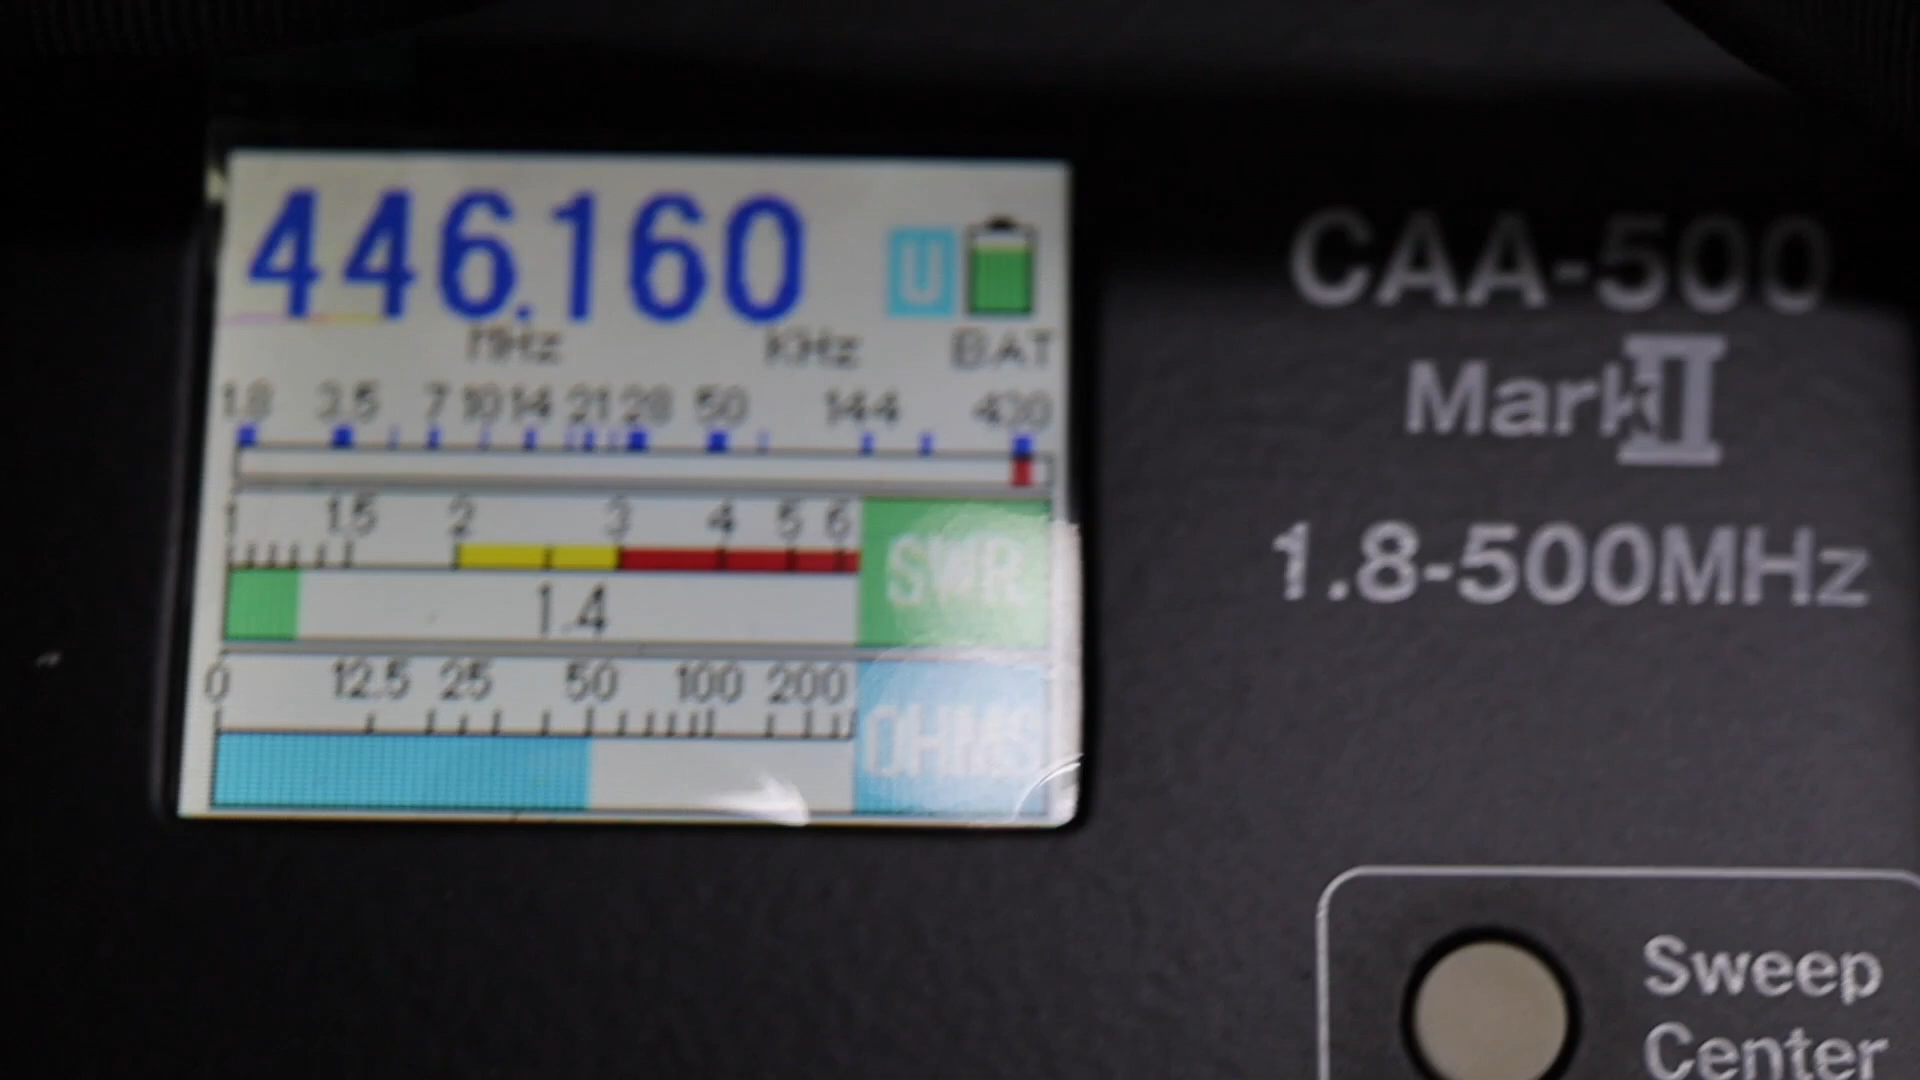 446.160
U
MHz KHz BAT
1.8 3.5 7 10 14 21 28 50 144 430
1 1.5 2 3 4 5 6
SWR
1.4
0 12.5 25 50 100 200
OHMS
CAA-500
MarkII
1.8-500MHz
Sweep
Center